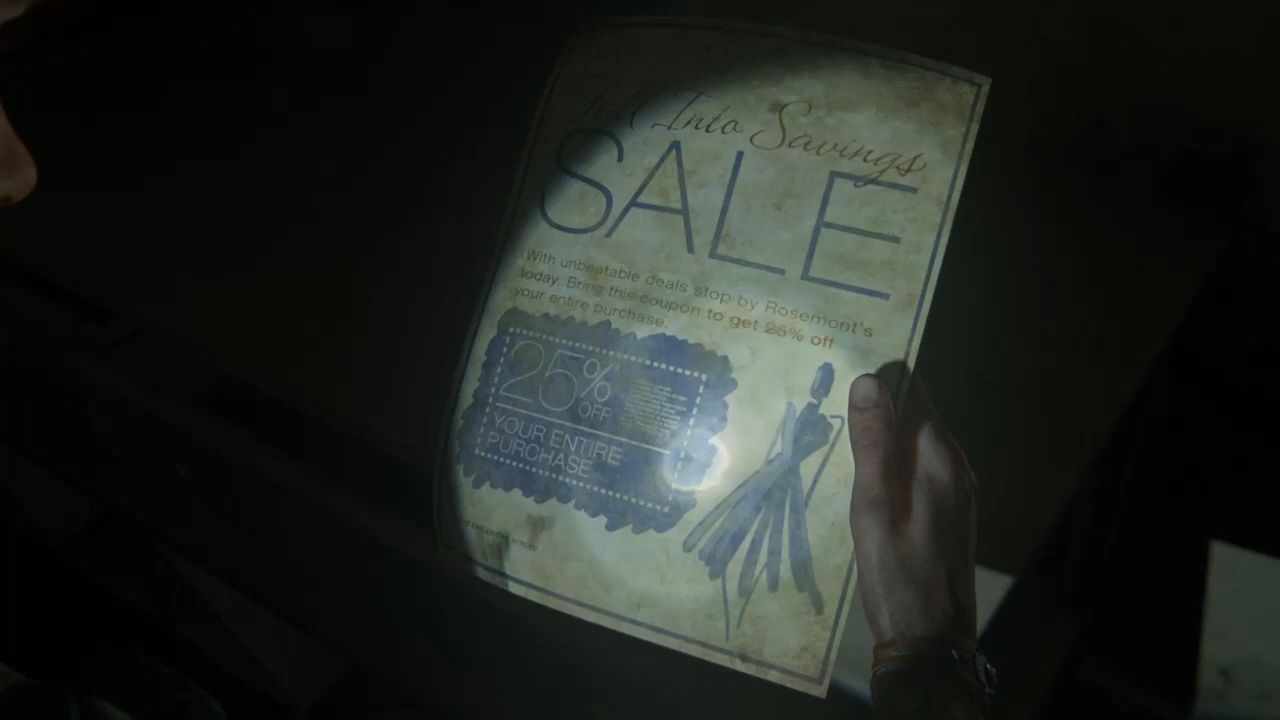 Fall Into Savings
SALE
With unbeatable deals stop by Rosemont's
today. Bring this coupon to get 25% off
your entire purchase.
25%
OFF
YOUR ENTIRE
PURCHASE